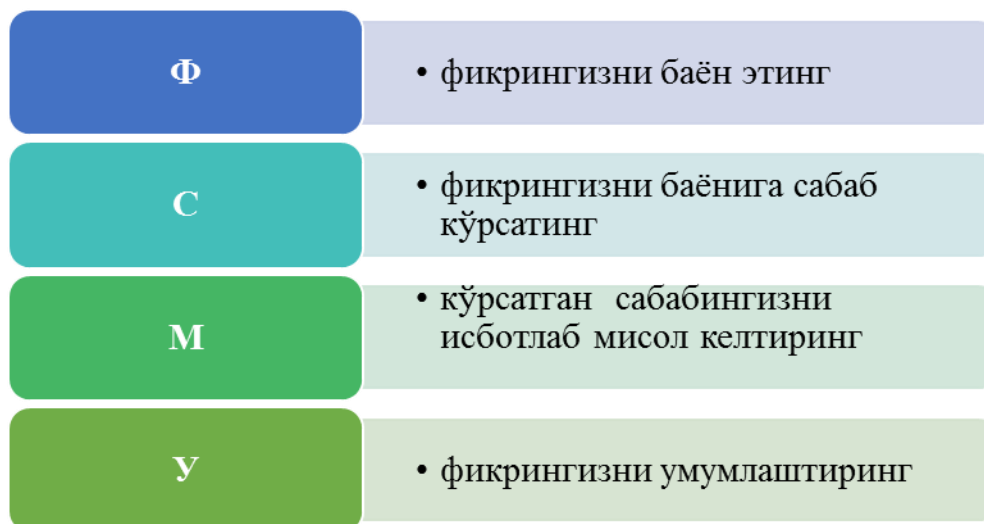 Ф
• фикрингизни баён этинг
С
• фикрингизни баёнига сабаб
кўрсатинг
М
• кўрсатган сабабингизни
исботлаб мисол келтиринг
У
• фикрингизни умумлаштиринг